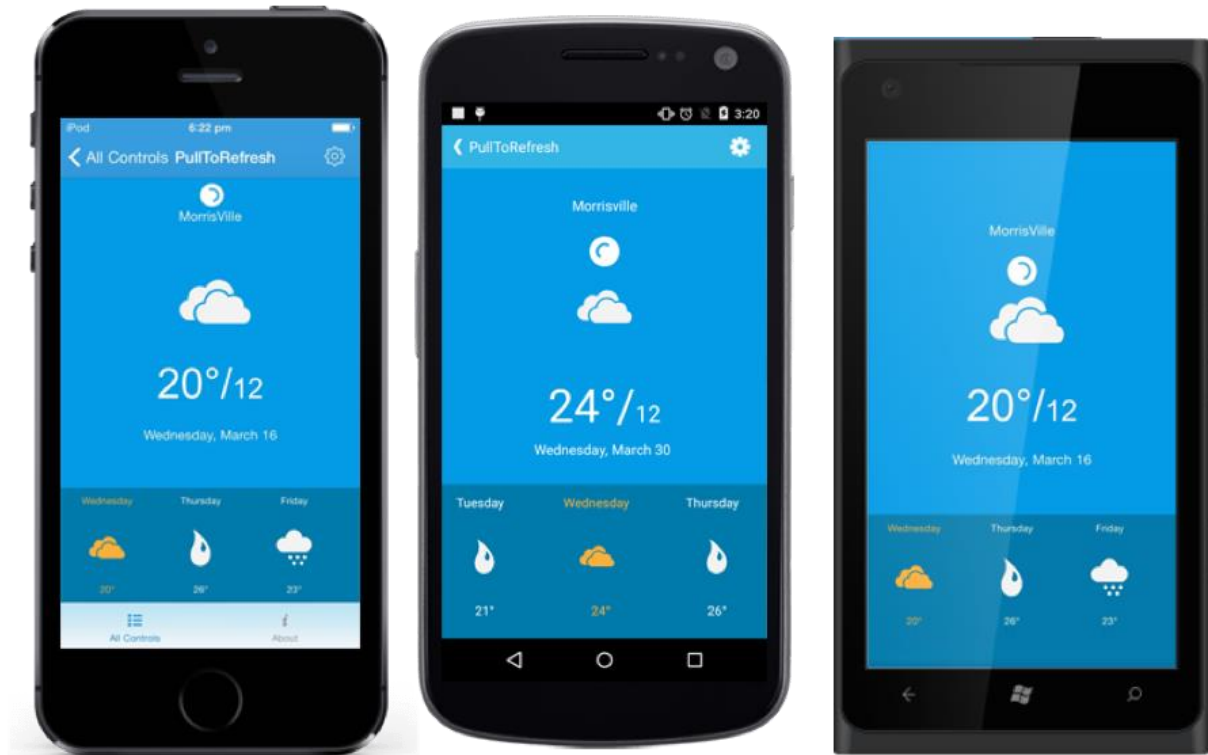 iPod 6:22 pm
All Controls PullToRefresh
MorrisVille
20°/12
Wednesday, March 16
Wednesday Thursday Friday
20° 26° 23°
All Controls About
3:20
PullToRefresh
Morrisville
24°/12
Wednesday, March 30
Tuesday Wednesday Thursday
21° 24° 26°
MorrisVille
20°/12
Wednesday, March 16
Wednesday Thursday Friday
20° 26° 23°